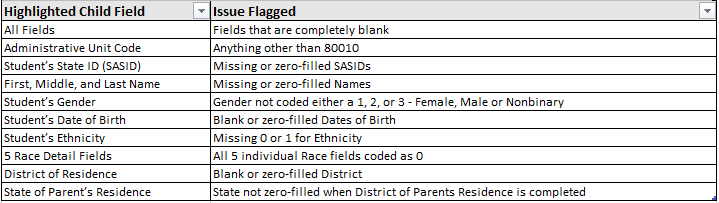 Highlighted Child Field Issue Flagged
All Fields Fields that are completely blank
Administrative Unit Code Anything other than 80010
Student's State ID (SASID) Missing or zero-filled SASIDs
First, Middle, and Last Name Missing or zero-filled Names
Student's Gender Gender not coded either a 1, 2, or 3 - Female, Male or Nonbinary
Student's Date of Birth Blank or zero-filled Dates of Birth
Student's Ethnicity Missing 0 or 1 for Ethnicity
5 Race Detail Fields All 5 individual Race fields coded as 0
District of Residence Blank or zero-filled District
State of Parent's Residence State not zero-filled when District of Parents Residence is completed